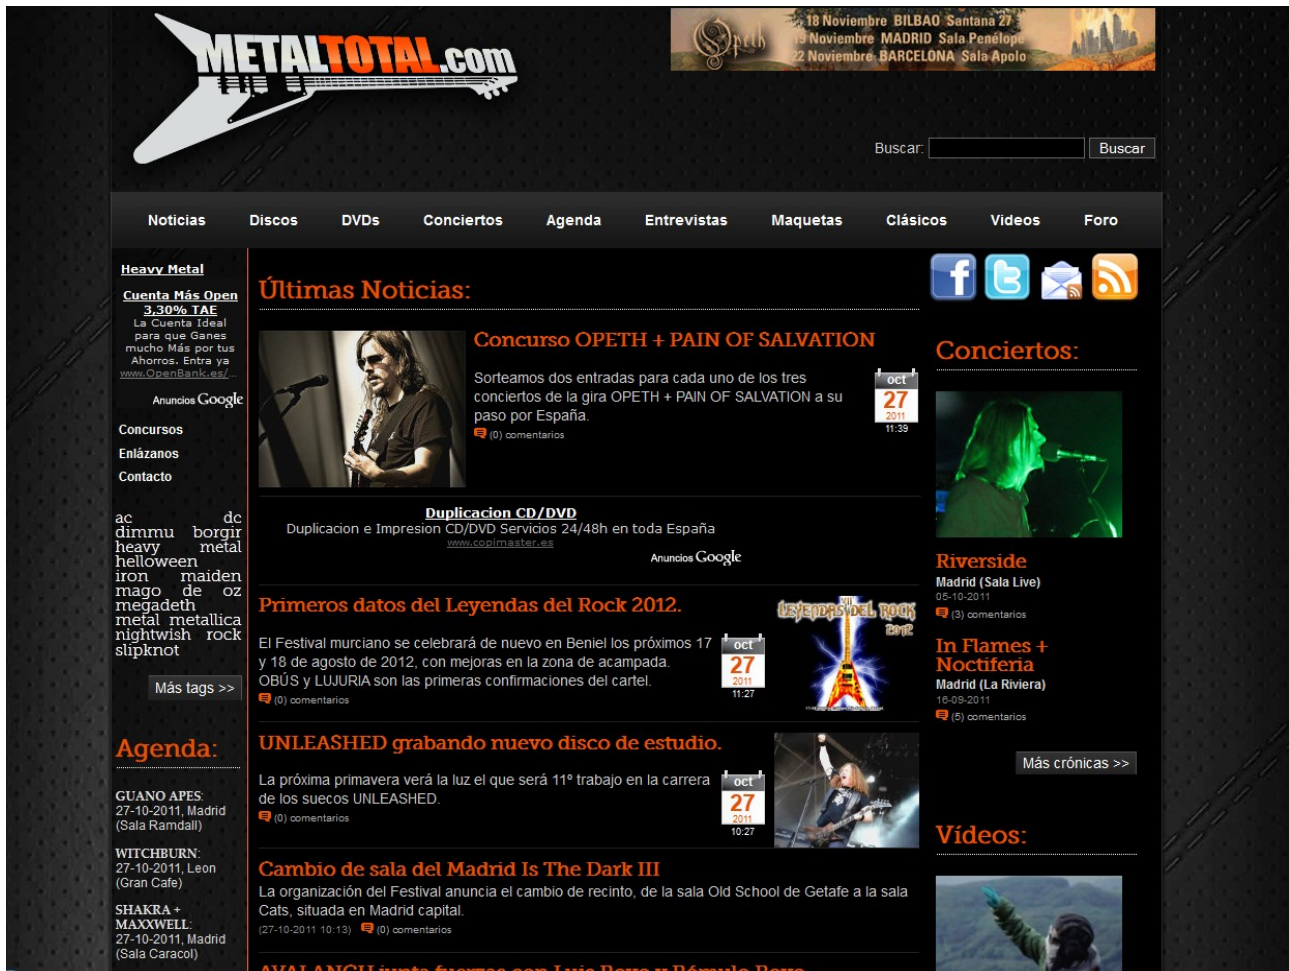 METALTOTAL.com
Opeth
18 Noviembre BILBAO Santana 27
19 Noviembre MADRID Sala Penélope
22 Noviembre BARCELONA Sala Apolo
Buscar: Buscar
Noticias Discos DVDs Conciertos Agenda Entrevistas Maquetas Clásicos Videos Foro
Heavy Metal
Cuenta Más Open
3,30% TAE
La Cuenta Ideal
para que Ganes
mucho Más por tus
Ahorros. Entra ya
www.OpenBank.es/...
Anuncios Google
Concursos
Enlázanos
Contacto
ac dc
dimmu borgir
heavy metal
helloween
iron maiden
mago de oz
megadeth
metal metallica
nightwish rock
slipknot
Más tags >>
Agenda:
GUANO APES:
27-10-2011, Madrid
(Sala Ramdall)
WITCHBURN:
27-10-2011, Leon
(Gran Cafe)
SHAKRA +
MAXXWELL:
27-10-2011, Madrid
(Sala Caracol)
Últimas Noticias:
Concurso OPETH + PAIN OF SALVATION
Sorteamos dos entradas para cada uno de los tres
conciertos de la gira OPETH + PAIN OF SALVATION a su
paso por España.
(0) comentarios
oct
27
2011
11:39
Duplicacion CD/DVD
Duplicacion e Impresion CD/DVD Servicios 24/48h en toda España
www.copimaster.es
Anuncios Google
Primeros datos del Leyendas del Rock 2012.
El Festival murciano se celebrará de nuevo en Beniel los próximos 17
y 18 de agosto de 2012, con mejoras en la zona de acampada.
OBÚS y LUJURIA son las primeras confirmaciones del cartel.
(0) comentarios
oct
27
2011
11:27
VII
LEYENDAS DEL ROCK
2012
UNLEASHED grabando nuevo disco de estudio.
La próxima primavera verá la luz el que será 11º trabajo en la carrera
de los suecos UNLEASHED.
(0) comentarios
oct
27
2011
10:27
Cambio de sala del Madrid Is The Dark III
La organización del Festival anuncia el cambio de recinto, de la sala Old School de Getafe a la sala
Cats, situada en Madrid capital.
(27-10-2011 10:13) (0) comentarios
AVALANCH junta fuerzas con Luis Royo y Rómulo Royo
Conciertos:
Riverside
Madrid (Sala Live)
05-10-2011
(3) comentarios
In Flames +
Noctiferia
Madrid (La Riviera)
16-09-2011
(5) comentarios
Más crónicas >>
Vídeos: